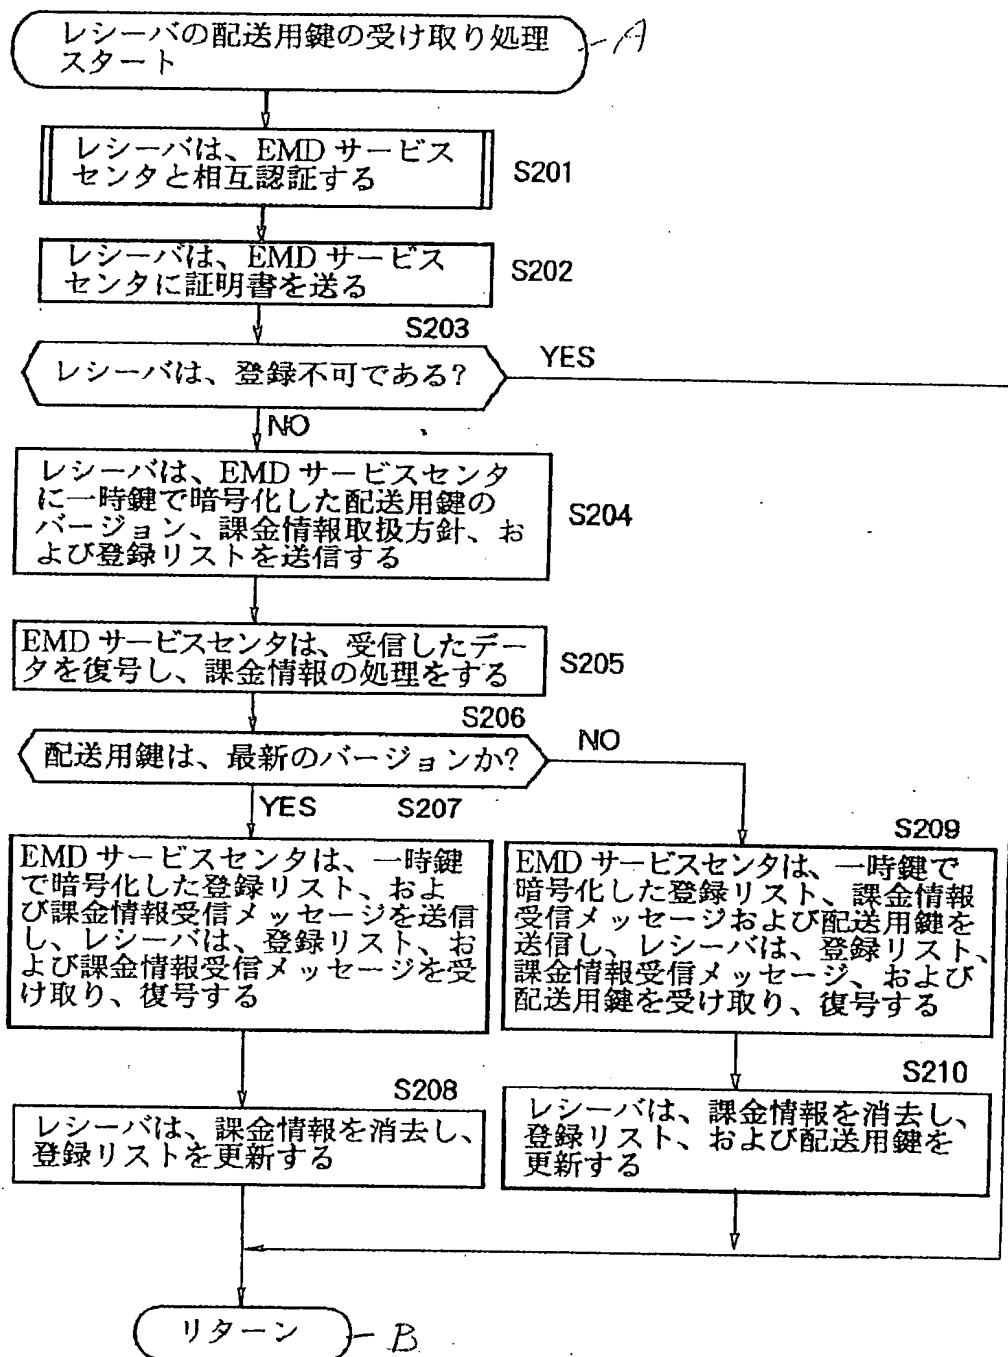 レシーバの配送用鍵の受け取り処理
スタート
A
レシーバは、EMD サービス
センタと相互認証する
S201
レシーバは、EMD サービス
センタに証明書を送る
S202
S203
レシーバは、登録不可である?
YES
NO
レシーバは、EMD サービスセンタ
に一時鍵で暗号化した配送用鍵の
バージョン、課金情報取扱方針、お
よび登録リストを送信する
S204
EMD サービスセンタは、受信したデー
タを復号し、課金情報の処理をする
S205
S206
配送用鍵は、最新のバージョンか?
NO
YES
S207
EMD サービスセンタは、一時鍵
で暗号化した登録リスト、およ
び課金情報受信メッセージを送信
し、レシーバは、登録リスト、お
よび課金情報受信メッセージを受
け取り、復号する
S209
EMD サービスセンタは、一時鍵で
暗号化した登録リスト、課金情報
受信メッセージおよび配送用鍵を
送信し、レシーバは、登録リスト、
課金情報受信メッセージ、および
配送用鍵を受け取り、復号する
S208
レシーバは、課金情報を消去し、
登録リストを更新する
S210
レシーバは、課金情報を消去し、
登録リスト、および配送用鍵を
更新する
リターン
B